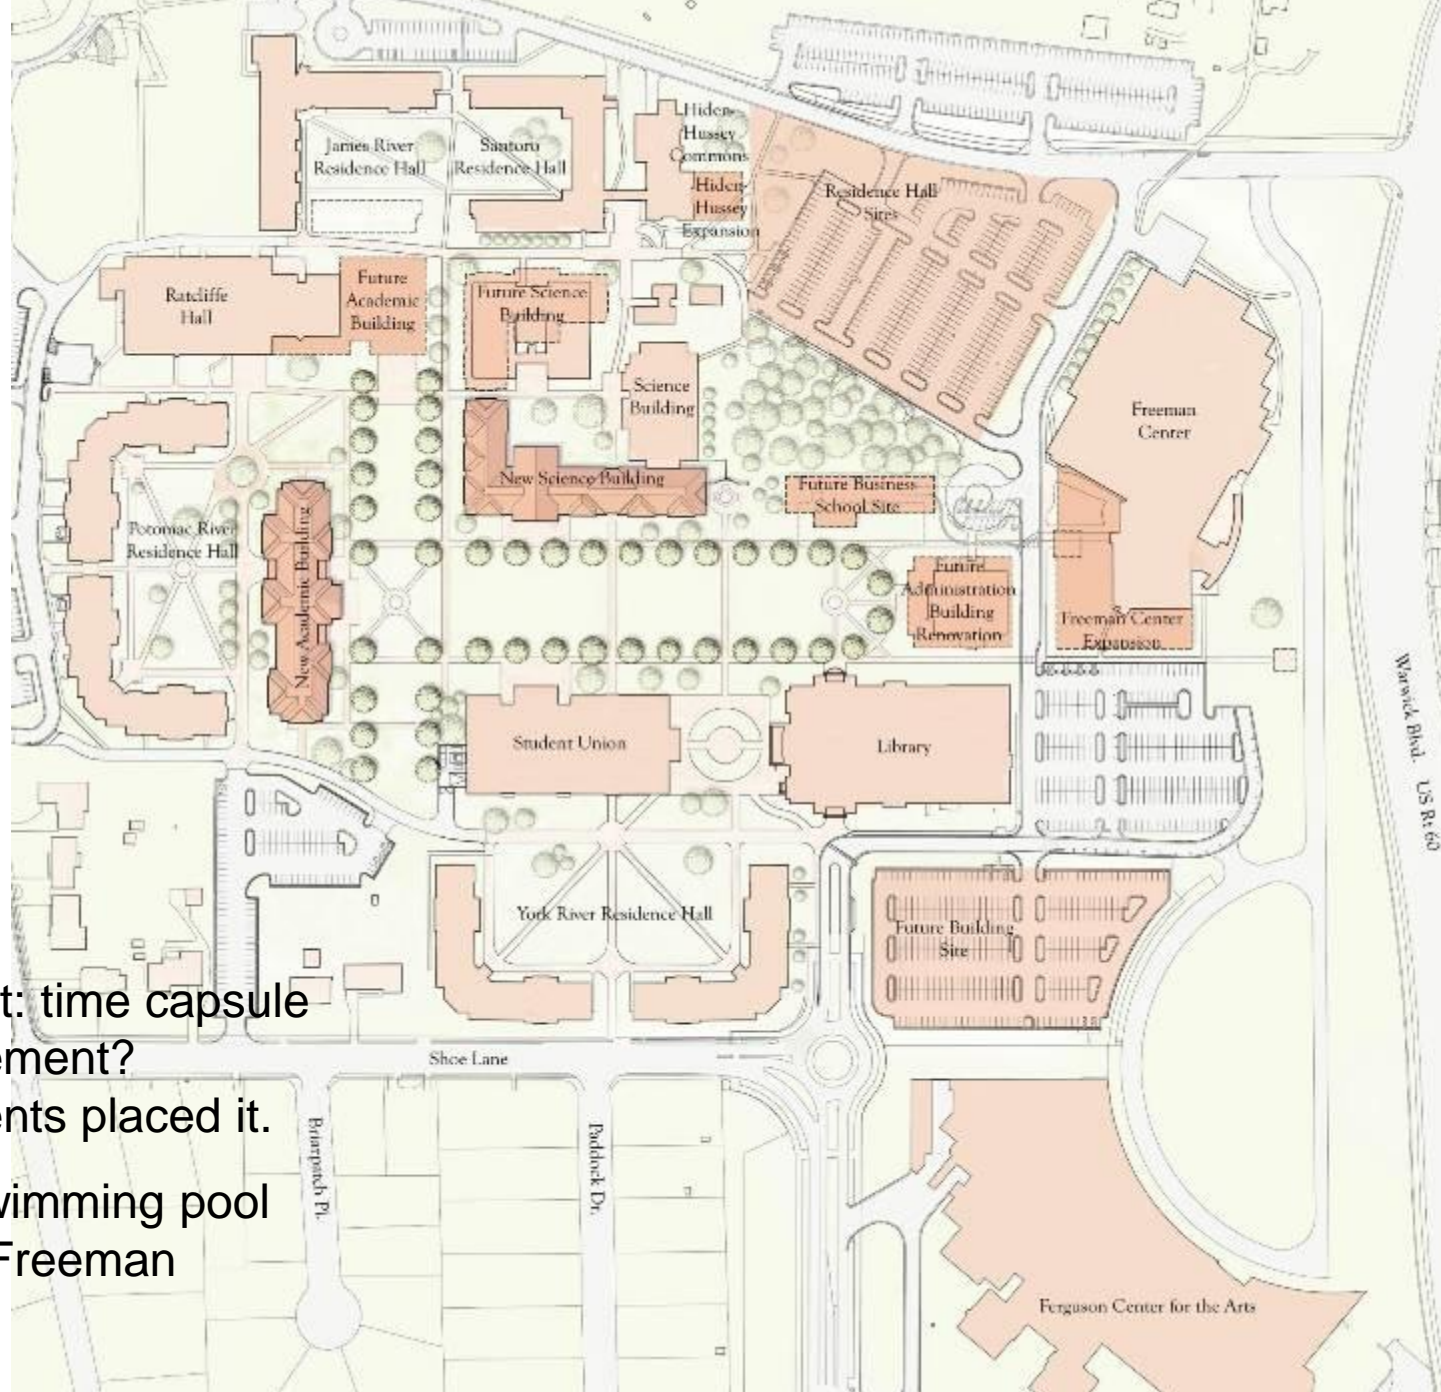 Hiden-
Hussey
Commons
James River
Residence Hall
Santoro
Residence Hall
Hiden-
Hussey
Expansion
Residence Hall
Sites
Ratcliffe
Hall
Future
Academic
Building
Future Science
Building
Science
Building
Freeman
Center
New Science Building
Future Business
School Site
Potomac River
Residence Hall
New Academic Building
Future
Administration
Building
Renovation
Freeman Center
Expansion
Warwick Blvd. US Rt 60
Student Union
Library
York River Residence Hall
Future Building
Site
t: time capsule
ement?
ents placed it.
wimming pool
Freeman
Shoe Lane
Briarpatch Pl.
Paddock Dr.
Ferguson Center for the Arts